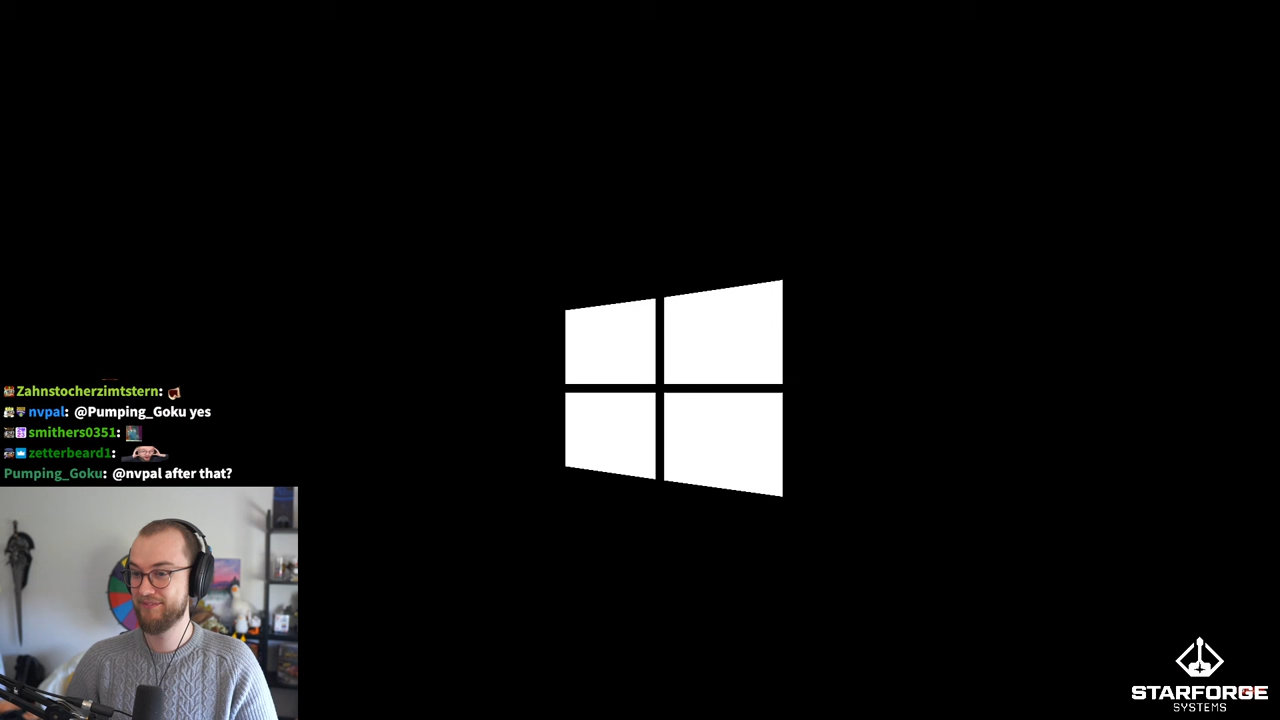 Zahnstocherzimtstern:
nvpal: @Pumping_Goku yes
smithers0351:
zetterbeard1:
Pumping_Goku: @nvpal after that?
STARFORGE
SYSTEMS